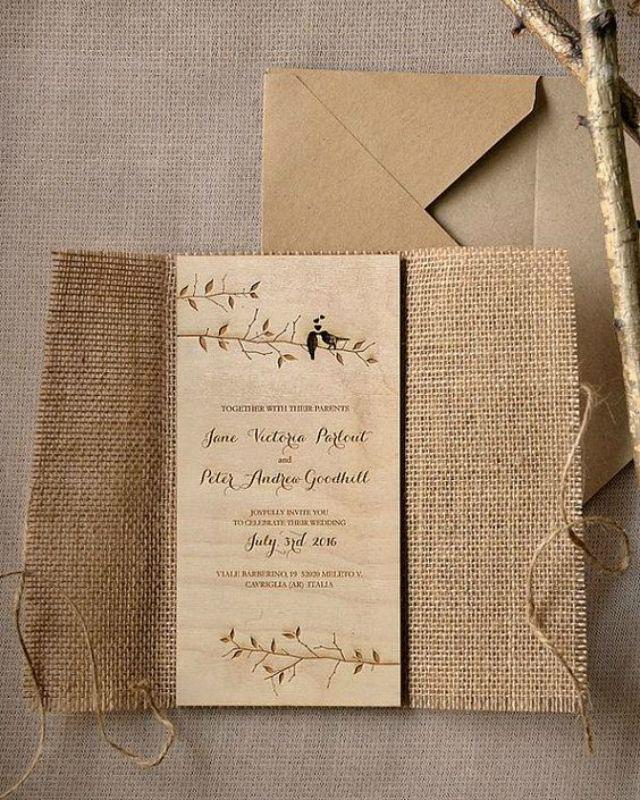 TOGETHER WITH THEIR PARENTS
Jane Victoria Parlout
and
Peter Andrew Goodhill
JOYFULLY INVITE YOU
TO CELEBRATE THEIR WEDDING
July 3rd 2016
VIALE BARBERINO, 19 52020 MELETO V.
CAVRIGLIA (AR) ITALIA